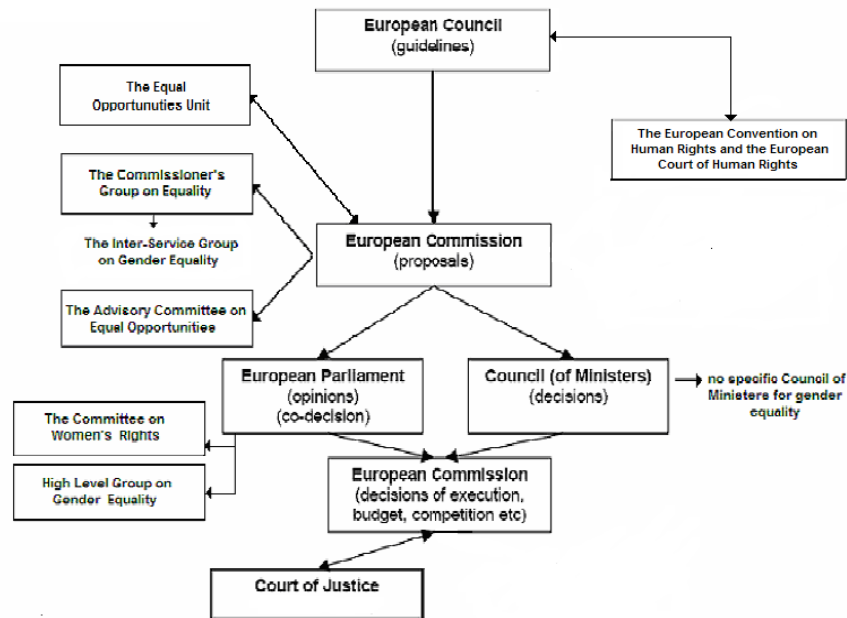 European Council
(guidelines)
The Equal
Opportunuties Unit
The European Convention on
Human Rights and the European
Court of Human Rights
The Commissioner's
Group on Equality
The Inter-Service Group
on Gender Equality
European Commission
(proposals)
The Advisory Committee on
Equal Opportunities
European Parliament
(opinions)
(co-decision)
Council (of Ministers)
(decisions)
no specific Council of
Ministere for gender
equality
The Committee on
Women's Rights
High Level Group on
Gender Equality
European Commission
(decisions of execution,
budget, competition etc)
Court of Justice